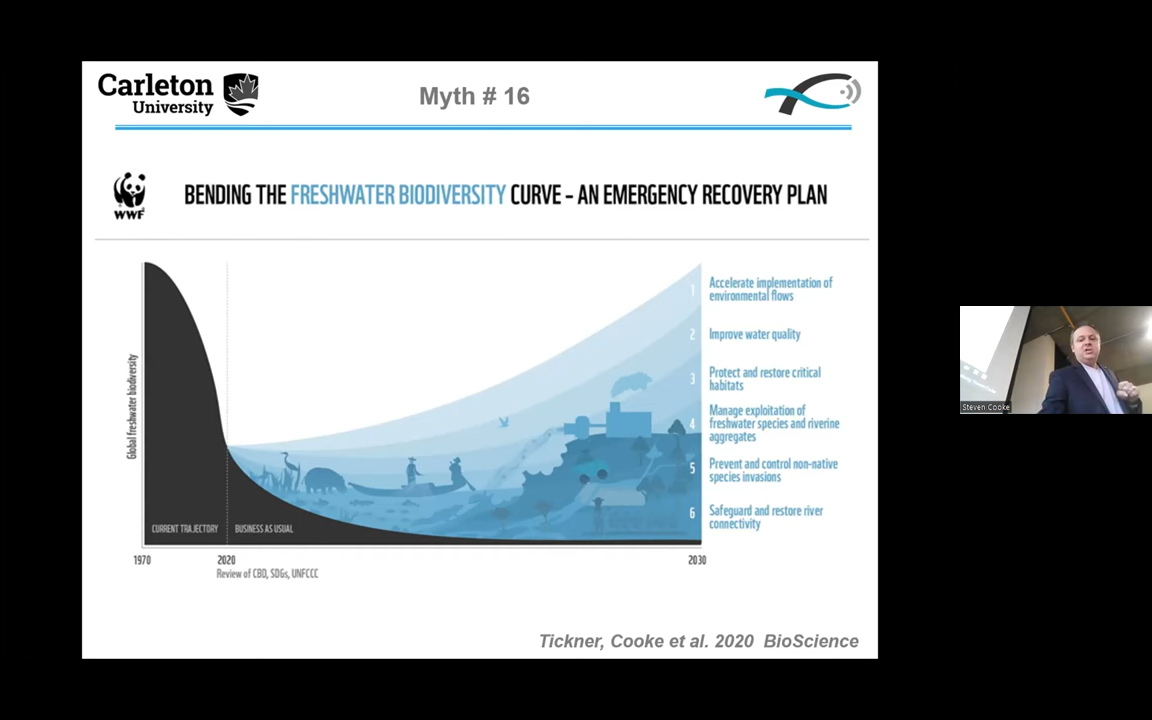 Carleton
University
Myth # 16
WWF
BENDING THE FRESHWATER BIODIVERSITY CURVE – AN EMERGENCY RECOVERY PLAN
Global freshwater biodiversity
CURRENT TRAJECTORY
BUSINESS AS USUAL
1970
2020
2030
Review of CBD, SDGs, UNFCCC
1
Accelerate implementation of
environmental flows
2
Improve water quality
3
Protect and restore critical
habitats
4
Manage exploitation of
freshwater species and riverine
aggregates
5
Prevent and control non-native
species invasions
6
Safeguard and restore river
connectivity
Tickner, Cooke et al. 2020 BioScience
Steven Cooke